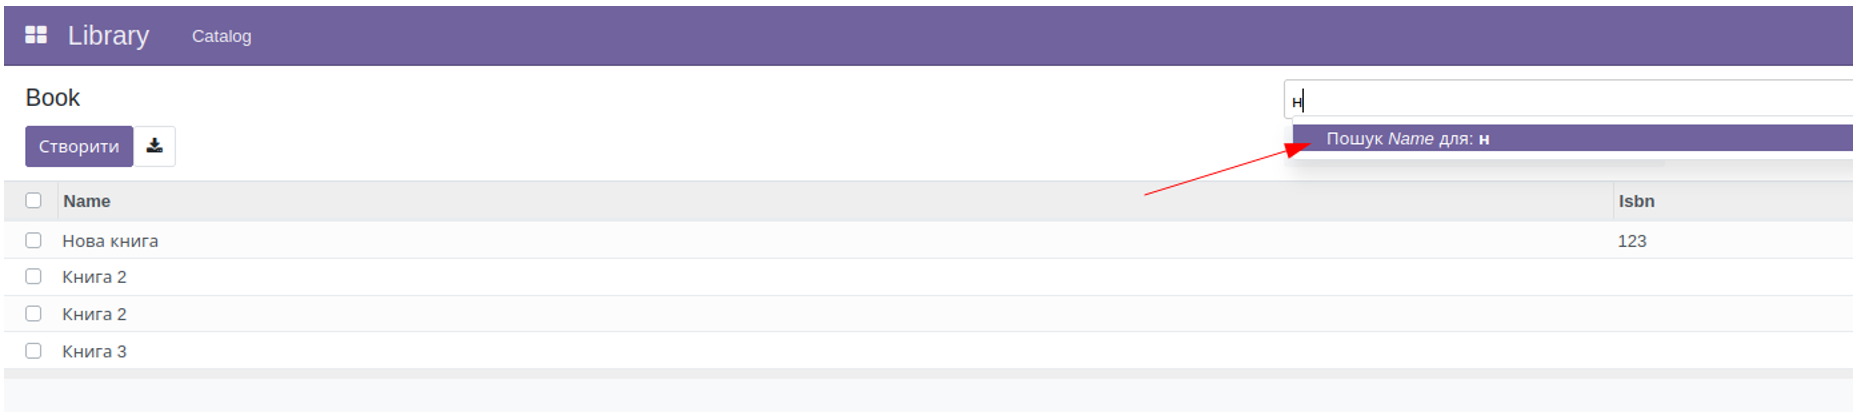 Library Catalog
Book
н
Створити
Пошук Name для: н
Name Isbn
Нова книга 123
Книга 2
Книга 2
Книга 3